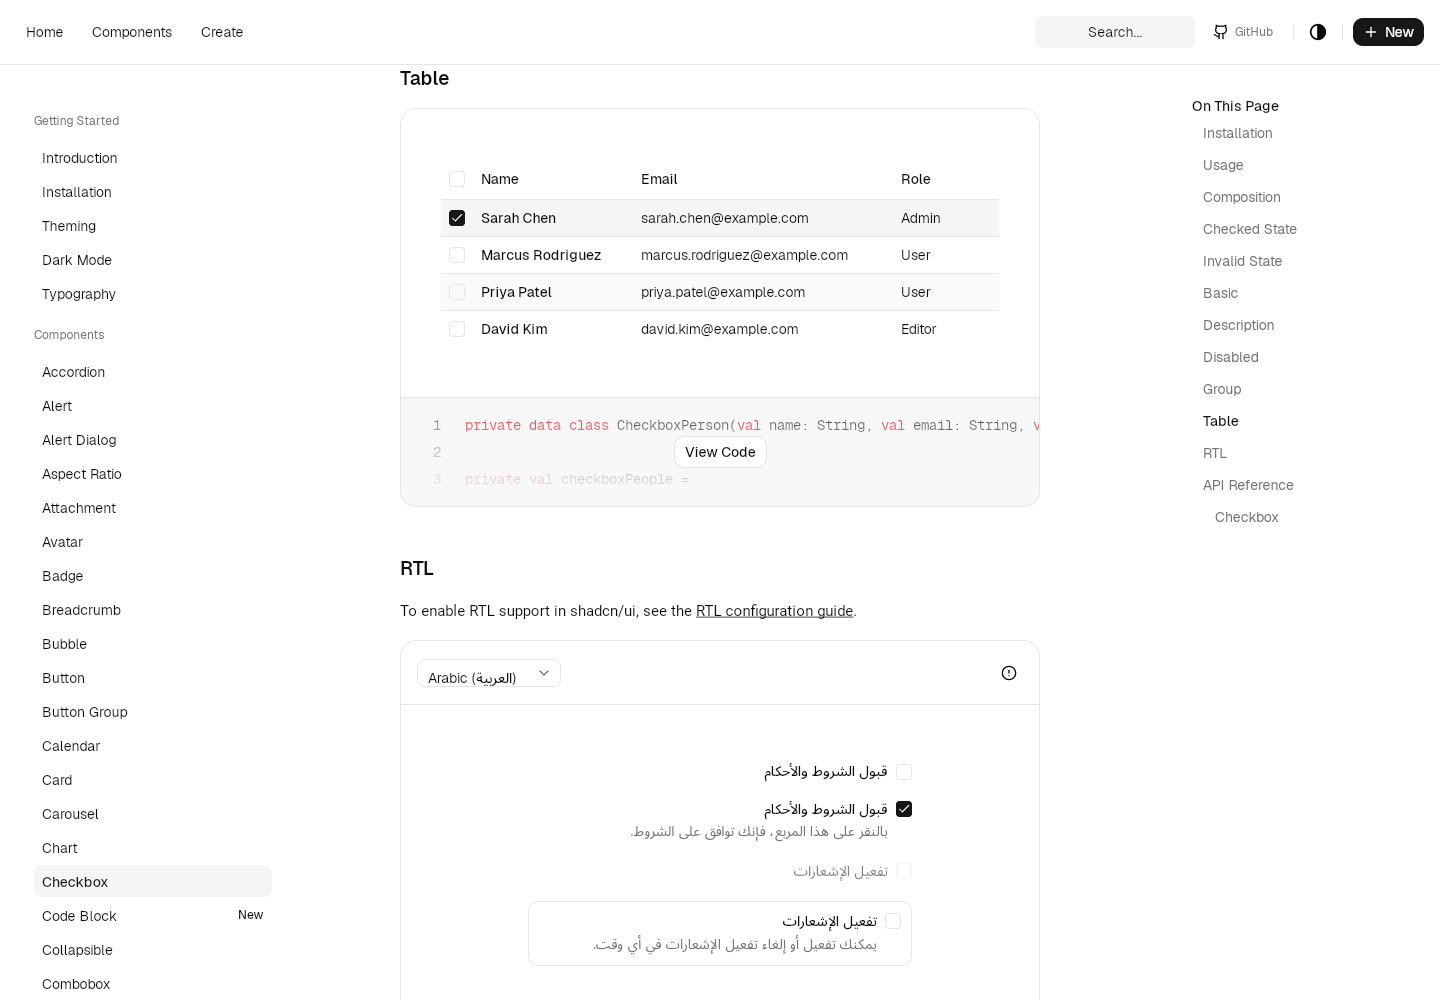 Home
Components
Create
Search...
GitHub
New
Getting Started
Introduction
Installation
Theming
Dark Mode
Typography
Components
Accordion
Alert
Alert Dialog
Aspect Ratio
Attachment
Avatar
Badge
Breadcrumb
Bubble
Button
Button Group
Calendar
Card
Carousel
Chart
Checkbox
Code Block New
Collapsible
Combobox
Table
Name Email Role
Sarah Chen sarah.chen@example.com Admin
Marcus Rodriguez marcus.rodriguez@example.com User
Priya Patel priya.patel@example.com User
David Kim david.kim@example.com Editor
1 private data class CheckboxPerson(val name: String, val email: String, v
2
View Code
3 private val checkboxPeople =
RTL
To enable RTL support in shadcn/ui, see the RTL configuration guide.
Arabic (العربية)
قبول الشروط والأحكام
قبول الشروط والأحكام
بالنقر على هذا المربع، فإنك توافق على الشروط.
تفعيل الإشعارات
تفعيل الإشعارات
يمكنك تفعيل أو إلغاء تفعيل الإشعارات في أي وقت.
On This Page
Installation
Usage
Composition
Checked State
Invalid State
Basic
Description
Disabled
Group
Table
RTL
API Reference
Checkbox